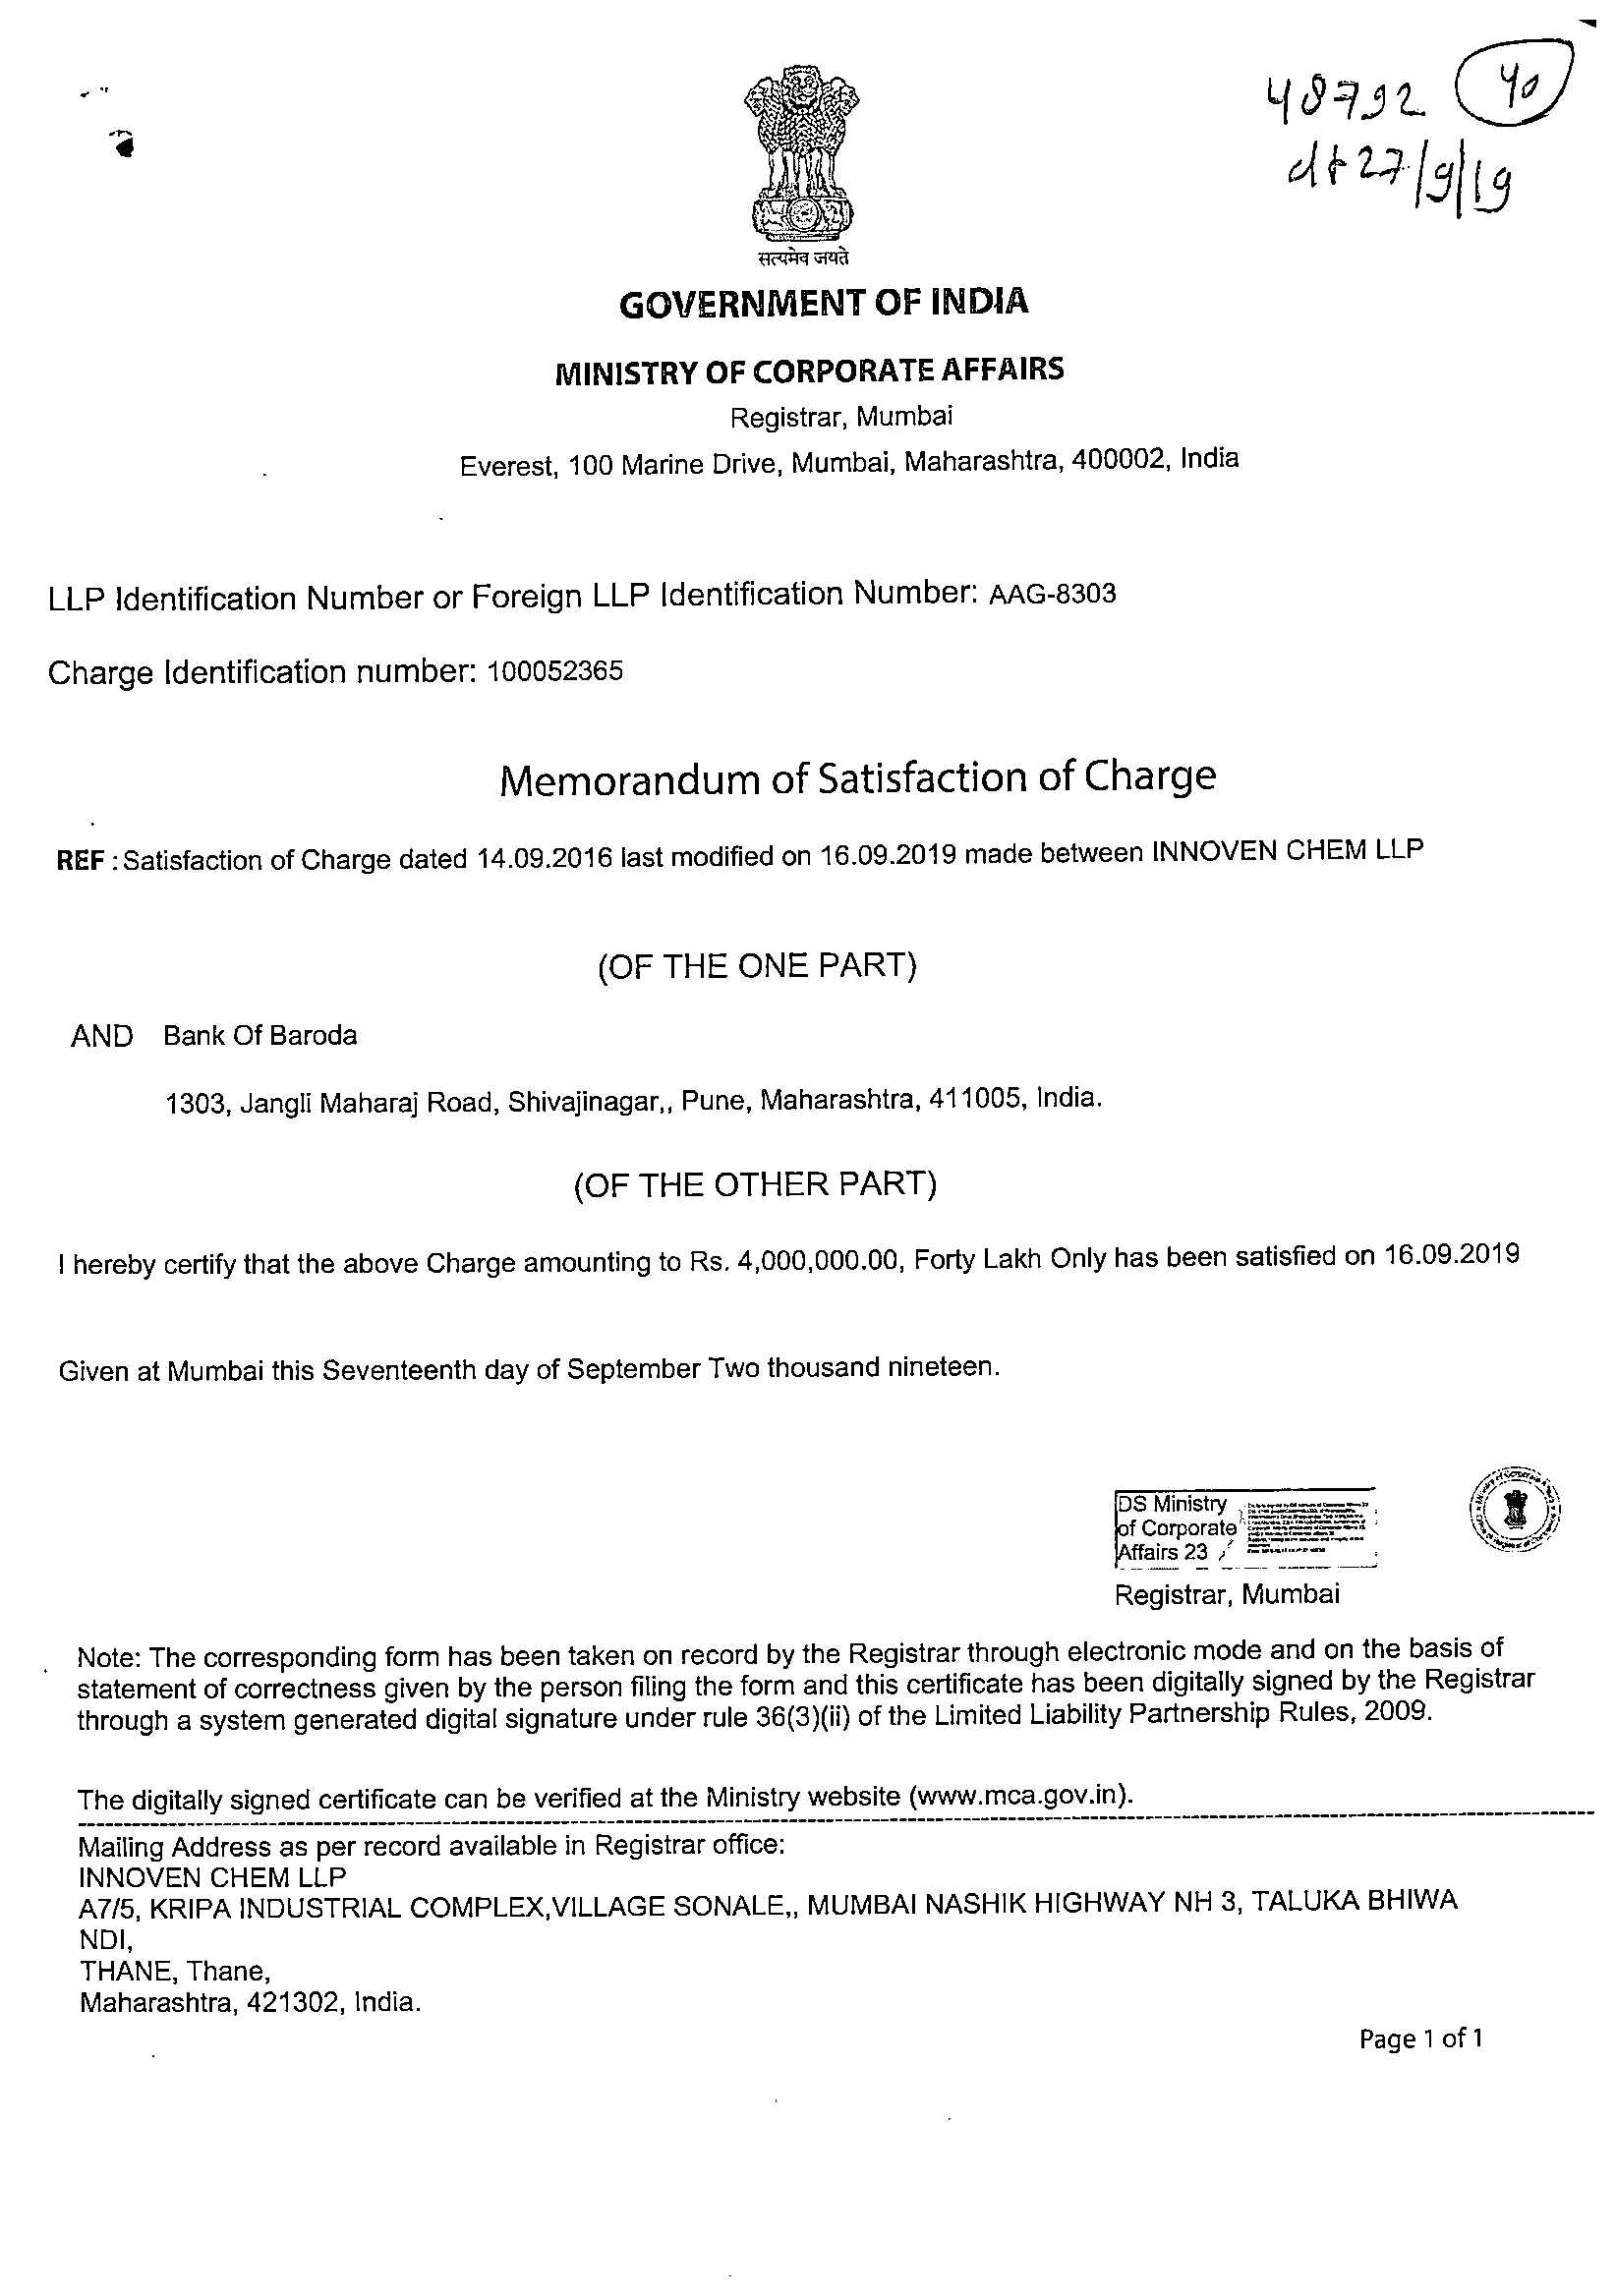 48792 40
dt 27/9/19
सत्यमेव जयते
GOVERNMENT OF INDIA
MINISTRY OF CORPORATE AFFAIRS
Registrar, Mumbai
Everest, 100 Marine Drive, Mumbai, Maharashtra, 400002, India
LLP Identification Number or Foreign LLP Identification Number: AAG-8303
Charge Identification number: 100052365
Memorandum of Satisfaction of Charge
REF : Satisfaction of Charge dated 14.09.2016 last modified on 16.09.2019 made between INNOVEN CHEM LLP
(OF THE ONE PART)
AND Bank Of Baroda
1303, Jangli Maharaj Road, Shivajinagar,, Pune, Maharashtra, 411005, India.
(OF THE OTHER PART)
I hereby certify that the above Charge amounting to Rs. 4,000,000.00, Forty Lakh Only has been satisfied on 16.09.2019
Given at Mumbai this Seventeenth day of September Two thousand nineteen.
DS Ministry
of Corporate
Affairs 23
Registrar, Mumbai
Note: The corresponding form has been taken on record by the Registrar through electronic mode and on the basis of
statement of correctness given by the person filing the form and this certificate has been digitally signed by the Registrar
through a system generated digital signature under rule 36(3)(ii) of the Limited Liability Partnership Rules, 2009.
The digitally signed certificate can be verified at the Ministry website (www.mca.gov.in).
Mailing Address as per record available in Registrar office:
INNOVEN CHEM LLP
A7/5, KRIPA INDUSTRIAL COMPLEX,VILLAGE SONALE,, MUMBAI NASHIK HIGHWAY NH 3, TALUKA BHIWA
NDI,
THANE, Thane,
Maharashtra, 421302, India.
Page 1 of 1